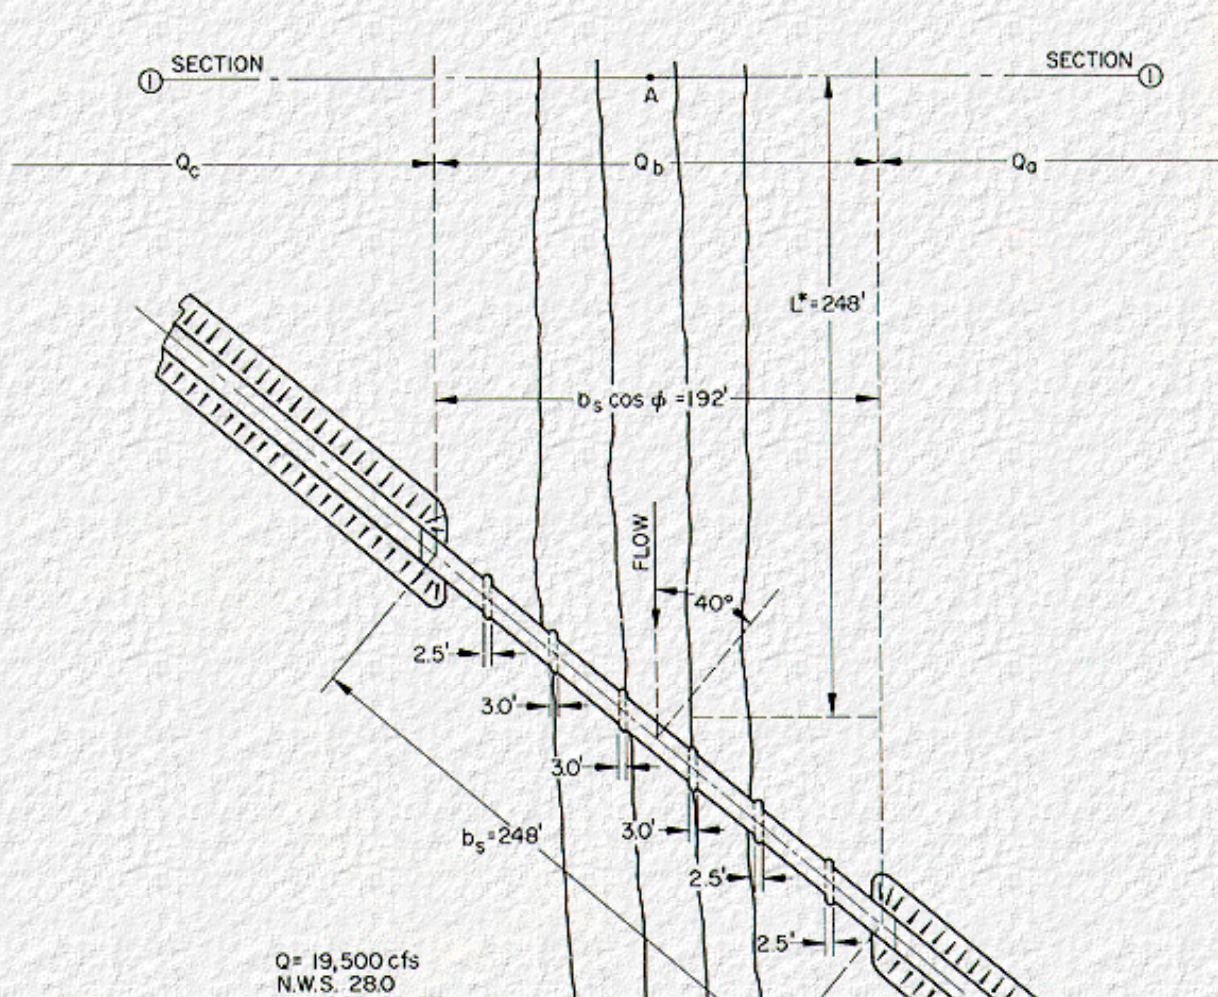 SECTION
1
SECTION
1
A
Qc
Qb
Qa
L*=248'
bs cos ϕ =192'
FLOW
40°
2.5'
3.0'
3.0'
3.0'
2.5'
2.5'
bs=248'
Q= 19,500 cfs
N.W.S. 28.0